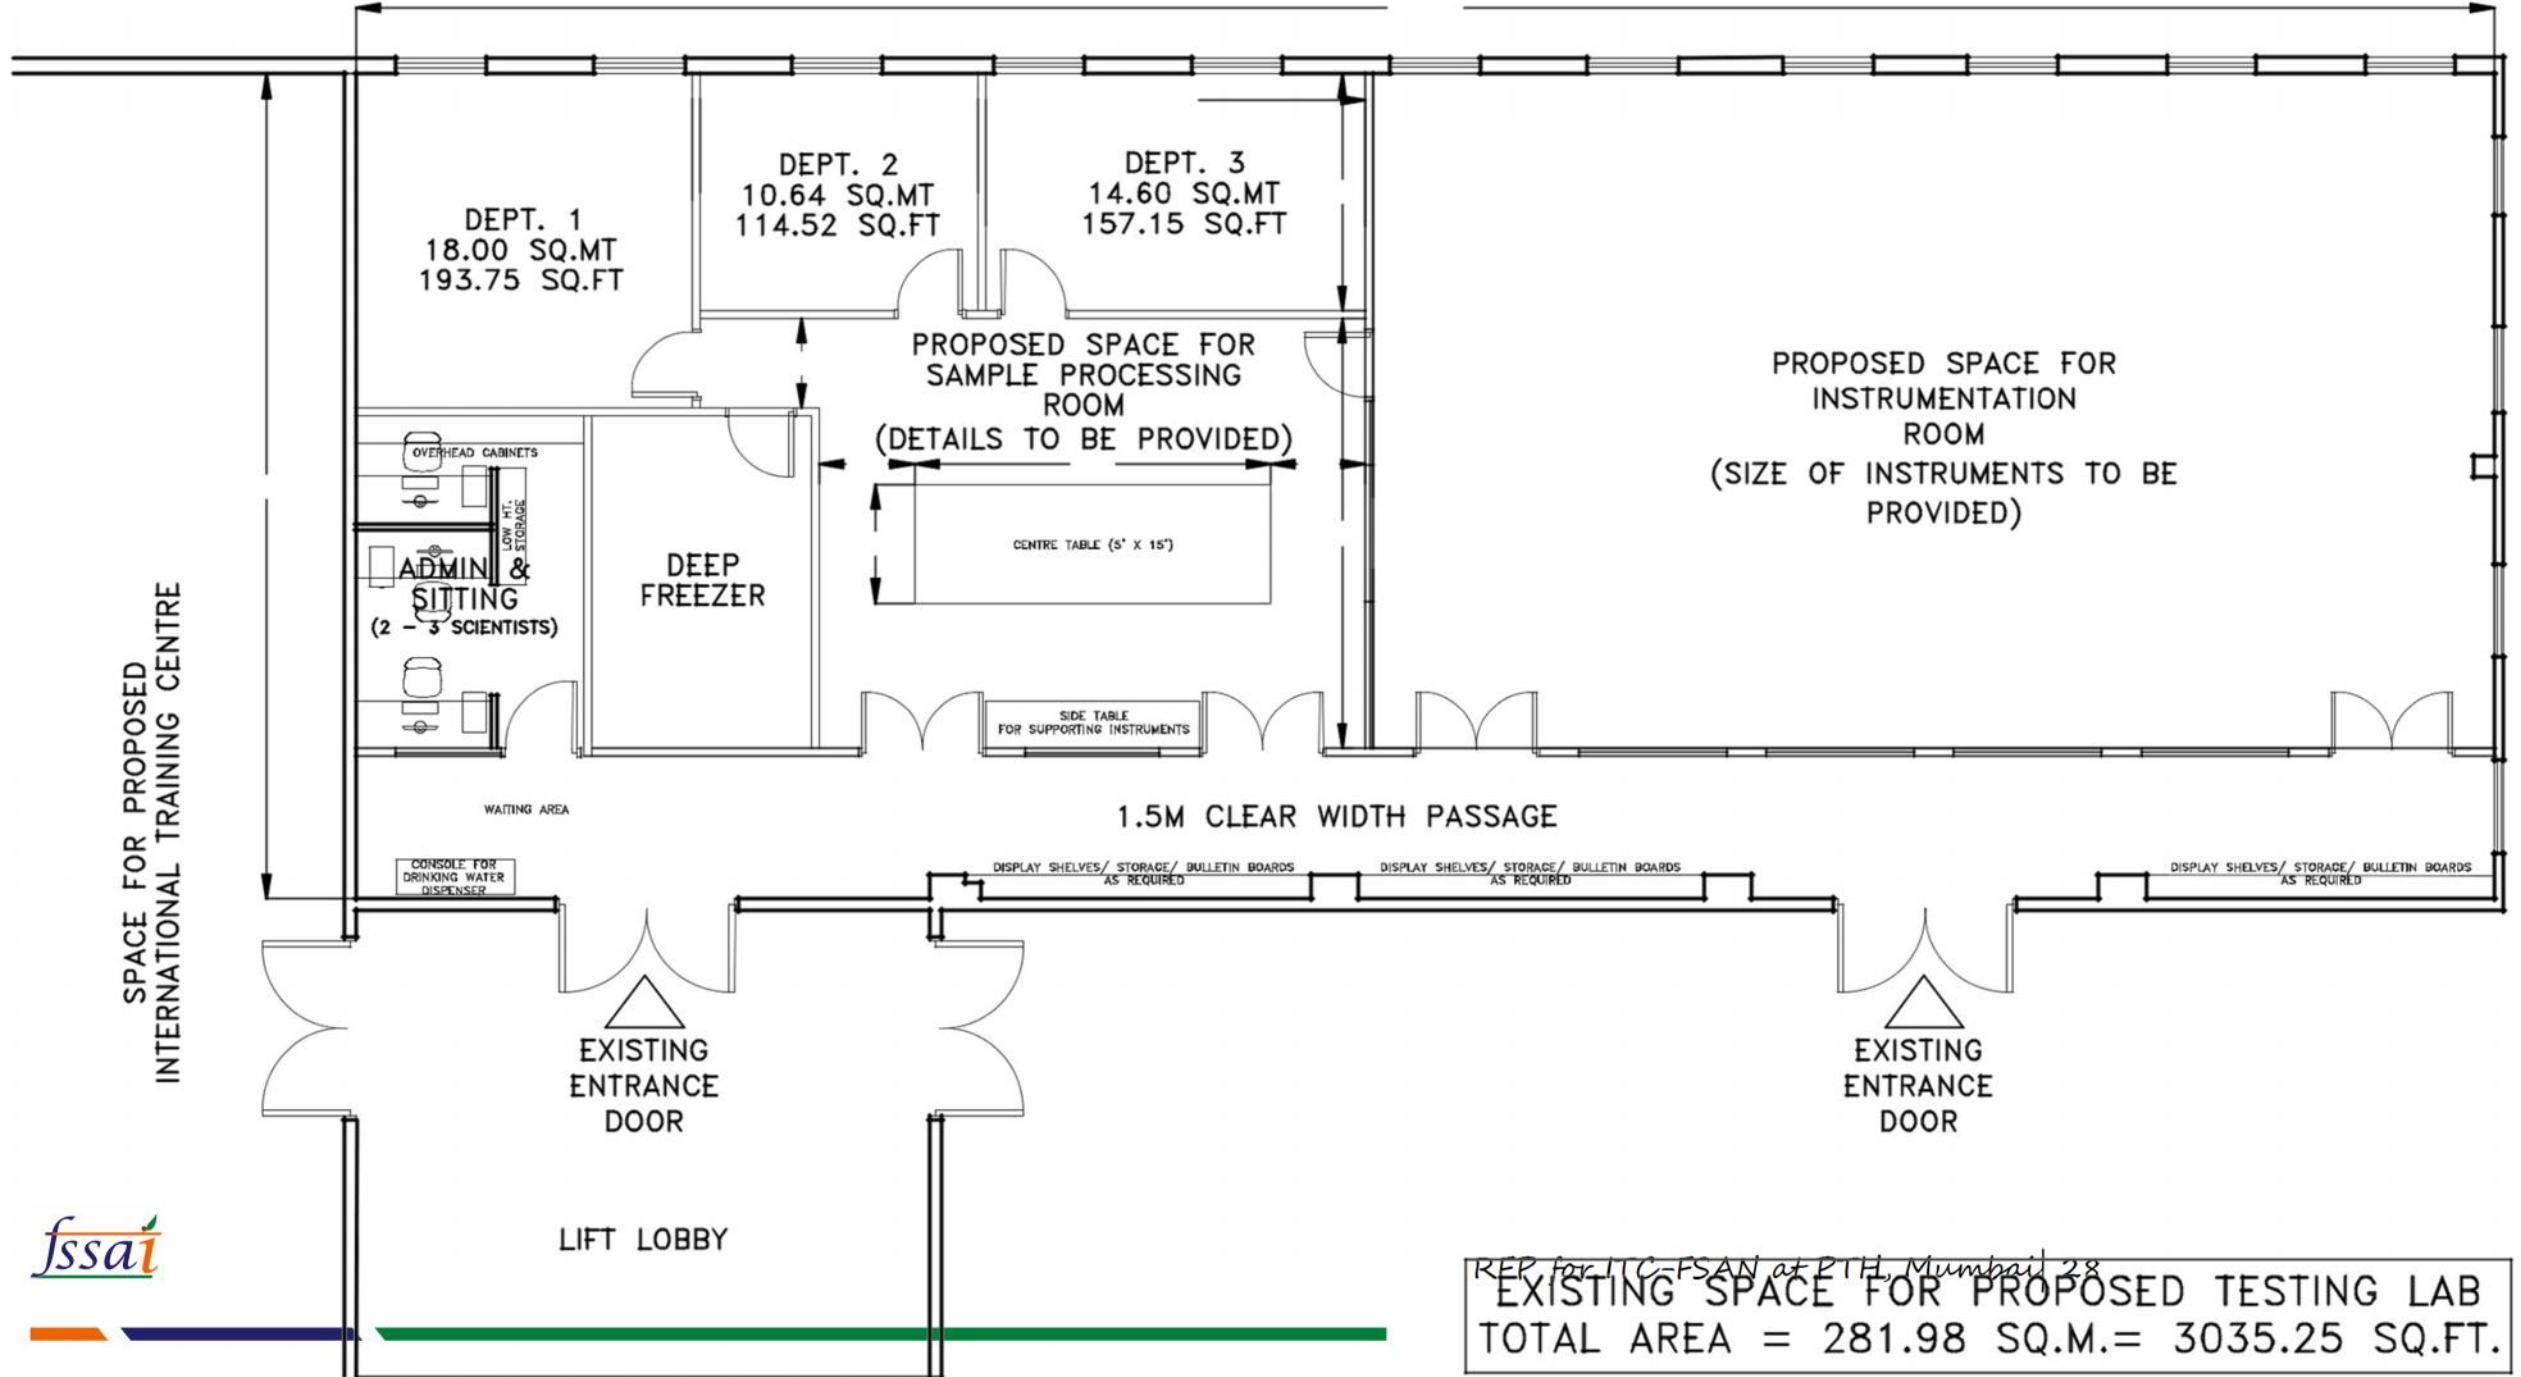 DEPT. 1
18.00 SQ.MT
193.75 SQ.FT
DEPT. 2
10.64 SQ.MT
114.52 SQ.FT
DEPT. 3
14.60 SQ.MT
157.15 SQ.FT
PROPOSED SPACE FOR
SAMPLE PROCESSING
ROOM
(DETAILS TO BE PROVIDED)
PROPOSED SPACE FOR
INSTRUMENTATION
ROOM
(SIZE OF INSTRUMENTS TO BE
PROVIDED)
OVERHEAD CABINETS
LOW HT.
STORAGE
ADMIN &
SITTING
(2 - 3 SCIENTISTS)
DEEP
FREEZER
CENTRE TABLE (5' X 15')
SIDE TABLE
FOR SUPPORTING INSTRUMENTS
SPACE FOR PROPOSED
INTERNATIONAL TRAINING CENTRE
WAITING AREA
1.5M CLEAR WIDTH PASSAGE
CONSOLE FOR
DRINKING WATER
DISPENSER
DISPLAY SHELVES/ STORAGE/ BULLETIN BOARDS
AS REQUIRED
DISPLAY SHELVES/ STORAGE/ BULLETIN BOARDS
AS REQUIRED
DISPLAY SHELVES/ STORAGE/ BULLETIN BOARDS
AS REQUIRED
EXISTING
ENTRANCE
DOOR
EXISTING
ENTRANCE
DOOR
LIFT LOBBY
fssai
RFP for ITC-FSAN at PTH, Mumbai| 28
EXISTING SPACE FOR PROPOSED TESTING LAB
TOTAL AREA = 281.98 SQ.M.= 3035.25 SQ.FT.